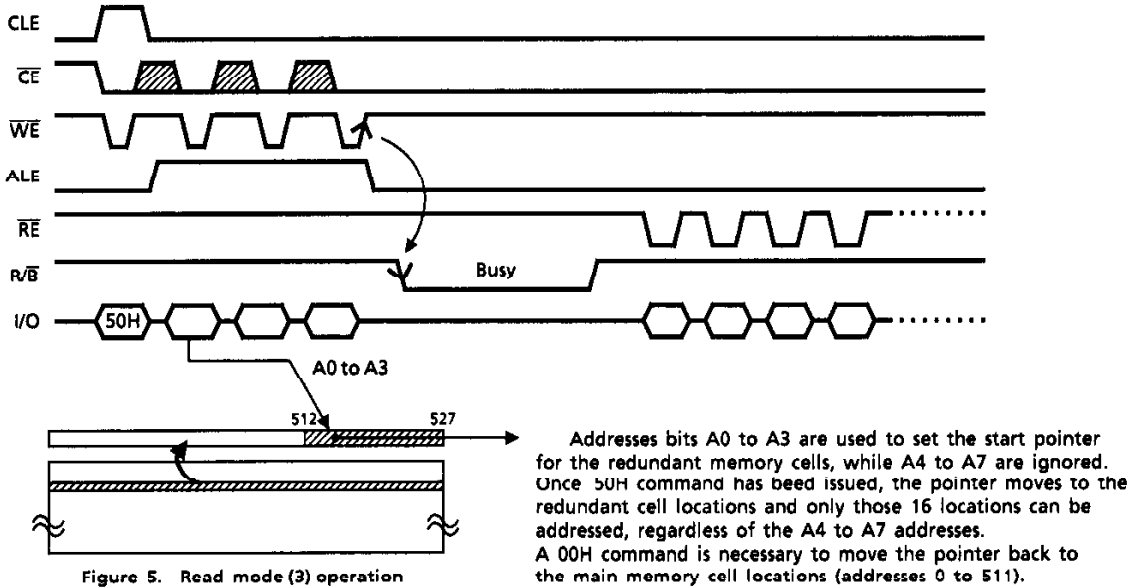 CLE
CE
WE
ALE
RE
R/B
Busy
I/O
50H
A0 to A3
512
527
Addresses bits A0 to A3 are used to set the start pointer
for the redundant memory cells, while A4 to A7 are ignored.
Once 50H command has beed issued, the pointer moves to the
redundant cell locations and only those 16 locations can be
addressed, regardless of the A4 to A7 addresses.
A 00H command is necessary to move the pointer back to
the main memory cell locations (addresses 0 to 511).
Figure 5. Read mode (3) operation